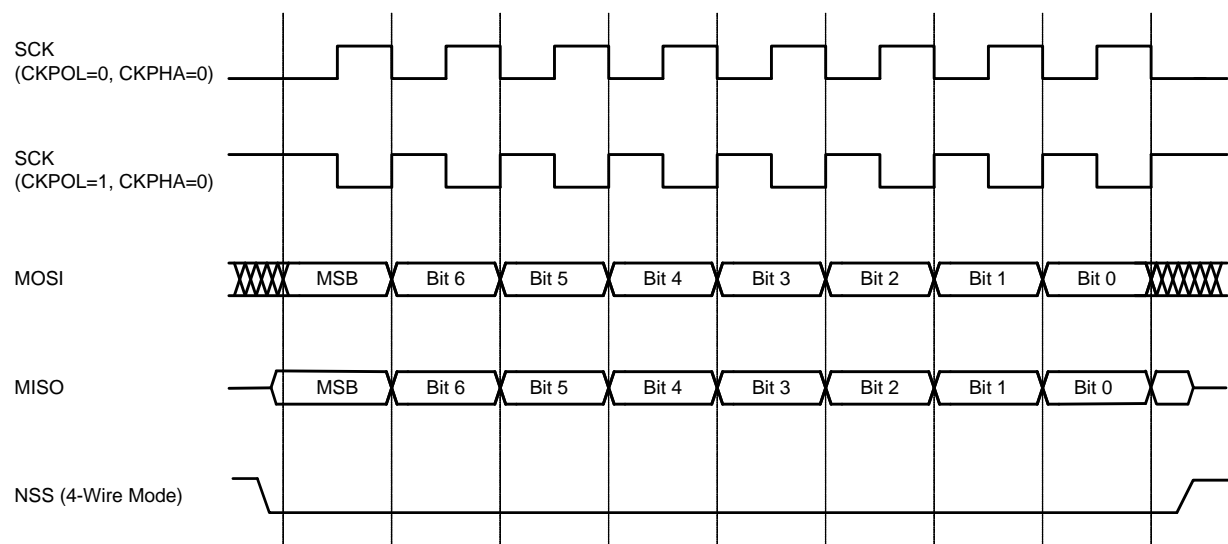 SCK
(CKPOL=0, CKPHA=0)
SCK
(CKPOL=1, CKPHA=0)
MOSI
MSB Bit 6 Bit 5 Bit 4 Bit 3 Bit 2 Bit 1 Bit 0
MISO
MSB Bit 6 Bit 5 Bit 4 Bit 3 Bit 2 Bit 1 Bit 0
NSS (4-Wire Mode)